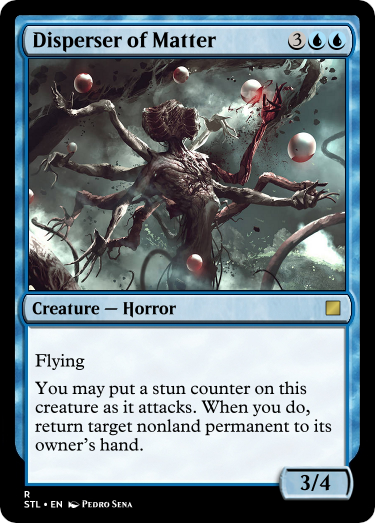 Disperser of Matter 3
Creature — Horror
Flying
You may put a stun counter on this
creature as it attacks. When you do,
return target nonland permanent to its
owner's hand.
3/4
R
STL • EN Pedro Sena